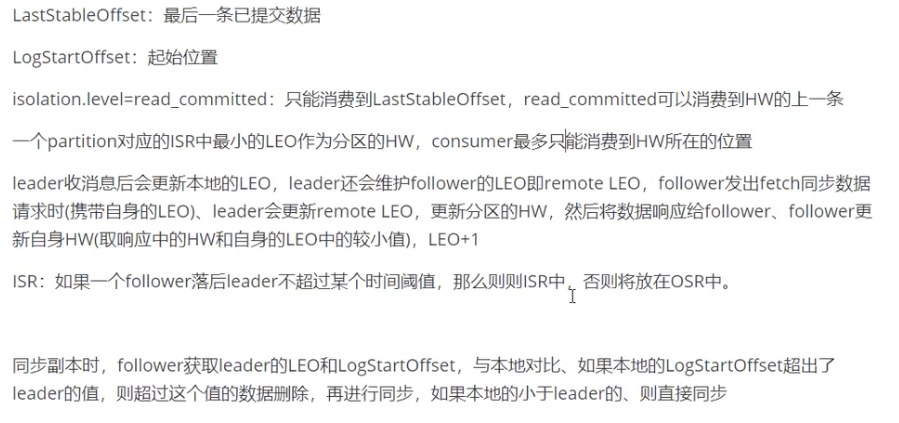 LastStableOffset：最后一条已提交数据
LogStartOffset：起始位置
isolation.level=read_committed：只能消费到LastStableOffset，read_committed可以消费到HW的上一条
一个partition对应的ISR中最小的LEO作为分区的HW，consumer最多只能消费到HW所在的位置
leader收消息后会更新本地的LEO，leader还会维护follower的LEO即remote LEO，follower发出fetch同步数据
请求时(携带自身的LEO)、leader会更新remote LEO，更新分区的HW，然后将数据响应给follower、follower更
新自身HW(取响应中的HW和自身的LEO中的较小值)，LEO+1
ISR：如果一个follower落后leader不超过某个时间阈值，那么则则ISR中，否则将放在OSR中。
同步副本时，follower获取leader的LEO和LogStartOffset，与本地对比、如果本地的LogStartOffset超出了
leader的值，则超过这个值的数据删除，再进行同步，如果本地的小于leader的、则直接同步